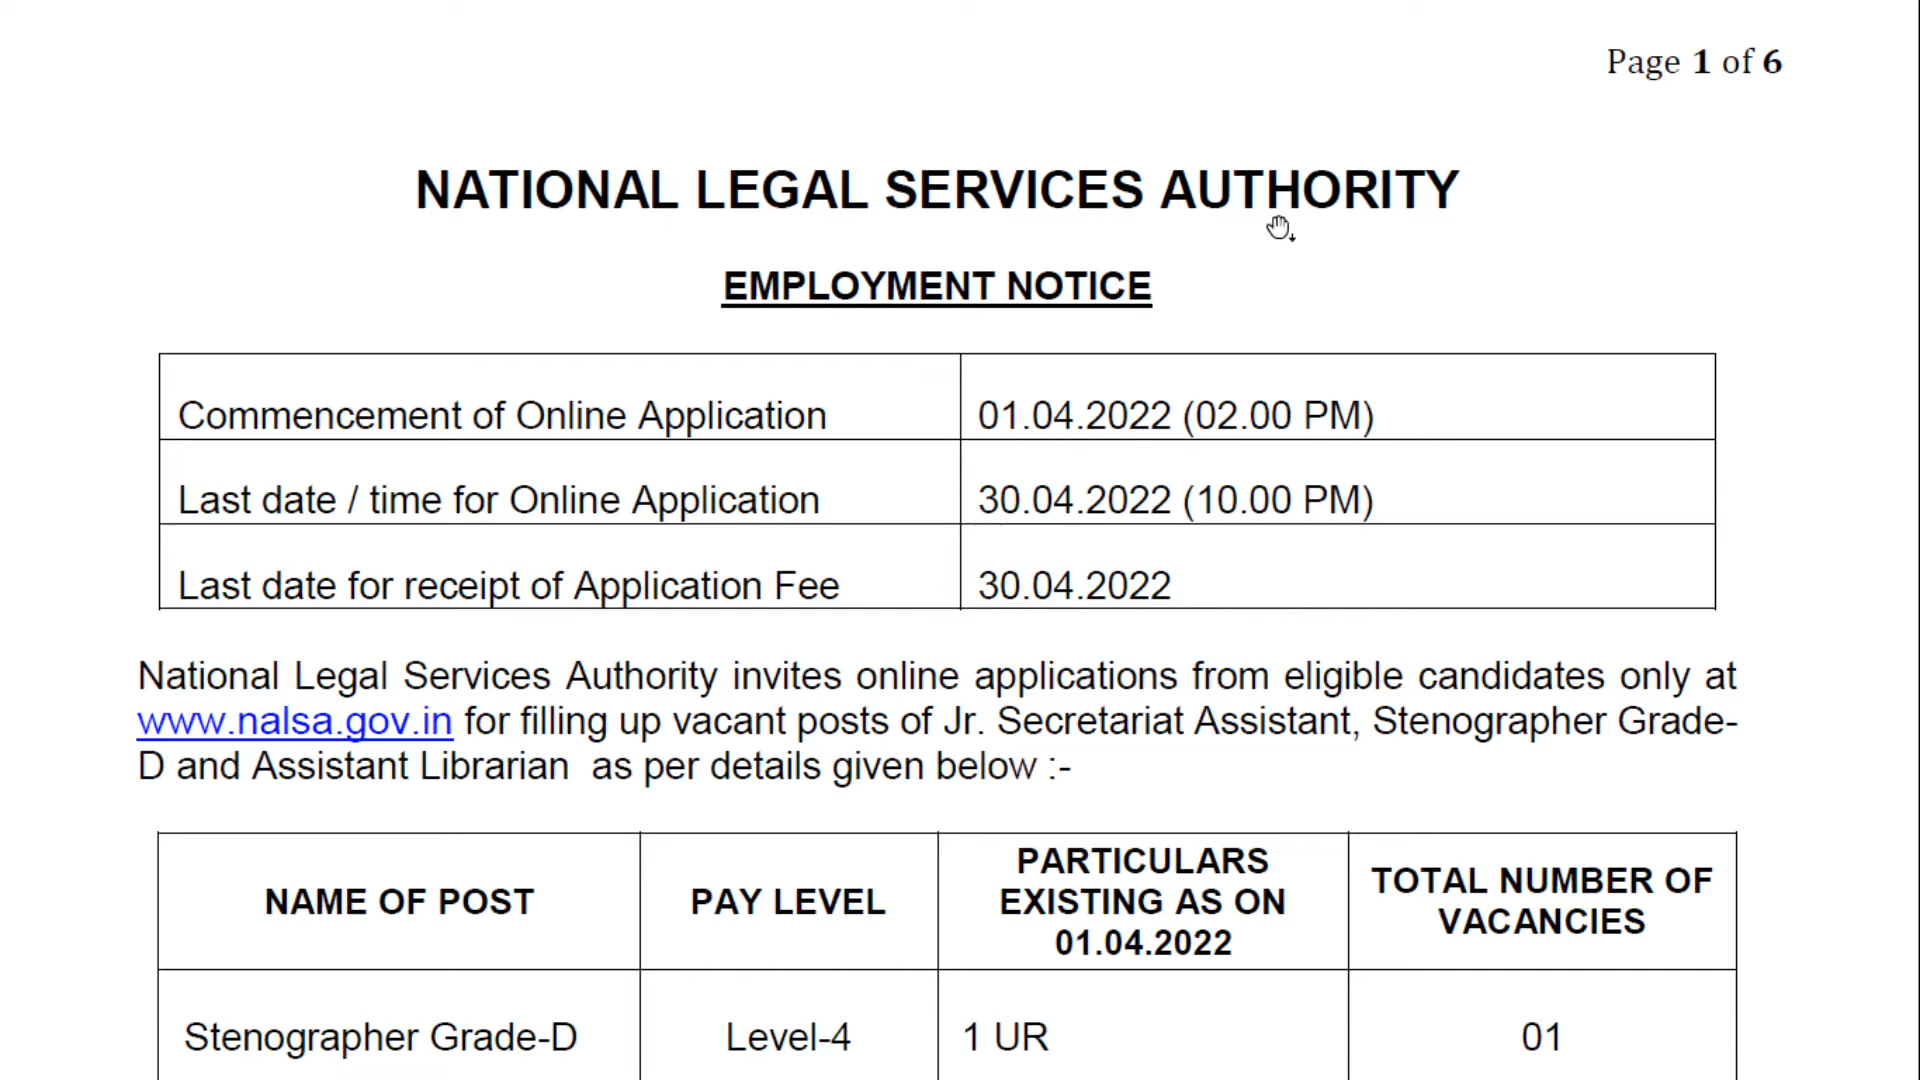 Page 1 of 6
NATIONAL LEGAL SERVICES AUTHORITY
EMPLOYMENT NOTICE
Commencement of Online Application 01.04.2022 (02.00 PM)
Last date / time for Online Application 30.04.2022 (10.00 PM)
Last date for receipt of Application Fee 30.04.2022
National Legal Services Authority invites online applications from eligible candidates only at
www.nalsa.gov.in for filling up vacant posts of Jr. Secretariat Assistant, Stenographer Grade-
D and Assistant Librarian as per details given below :-
NAME OF POST
PAY LEVEL
PARTICULARS
EXISTING AS ON
01.04.2022
TOTAL NUMBER OF
VACANCIES
Stenographer Grade-D Level-4 1 UR 01